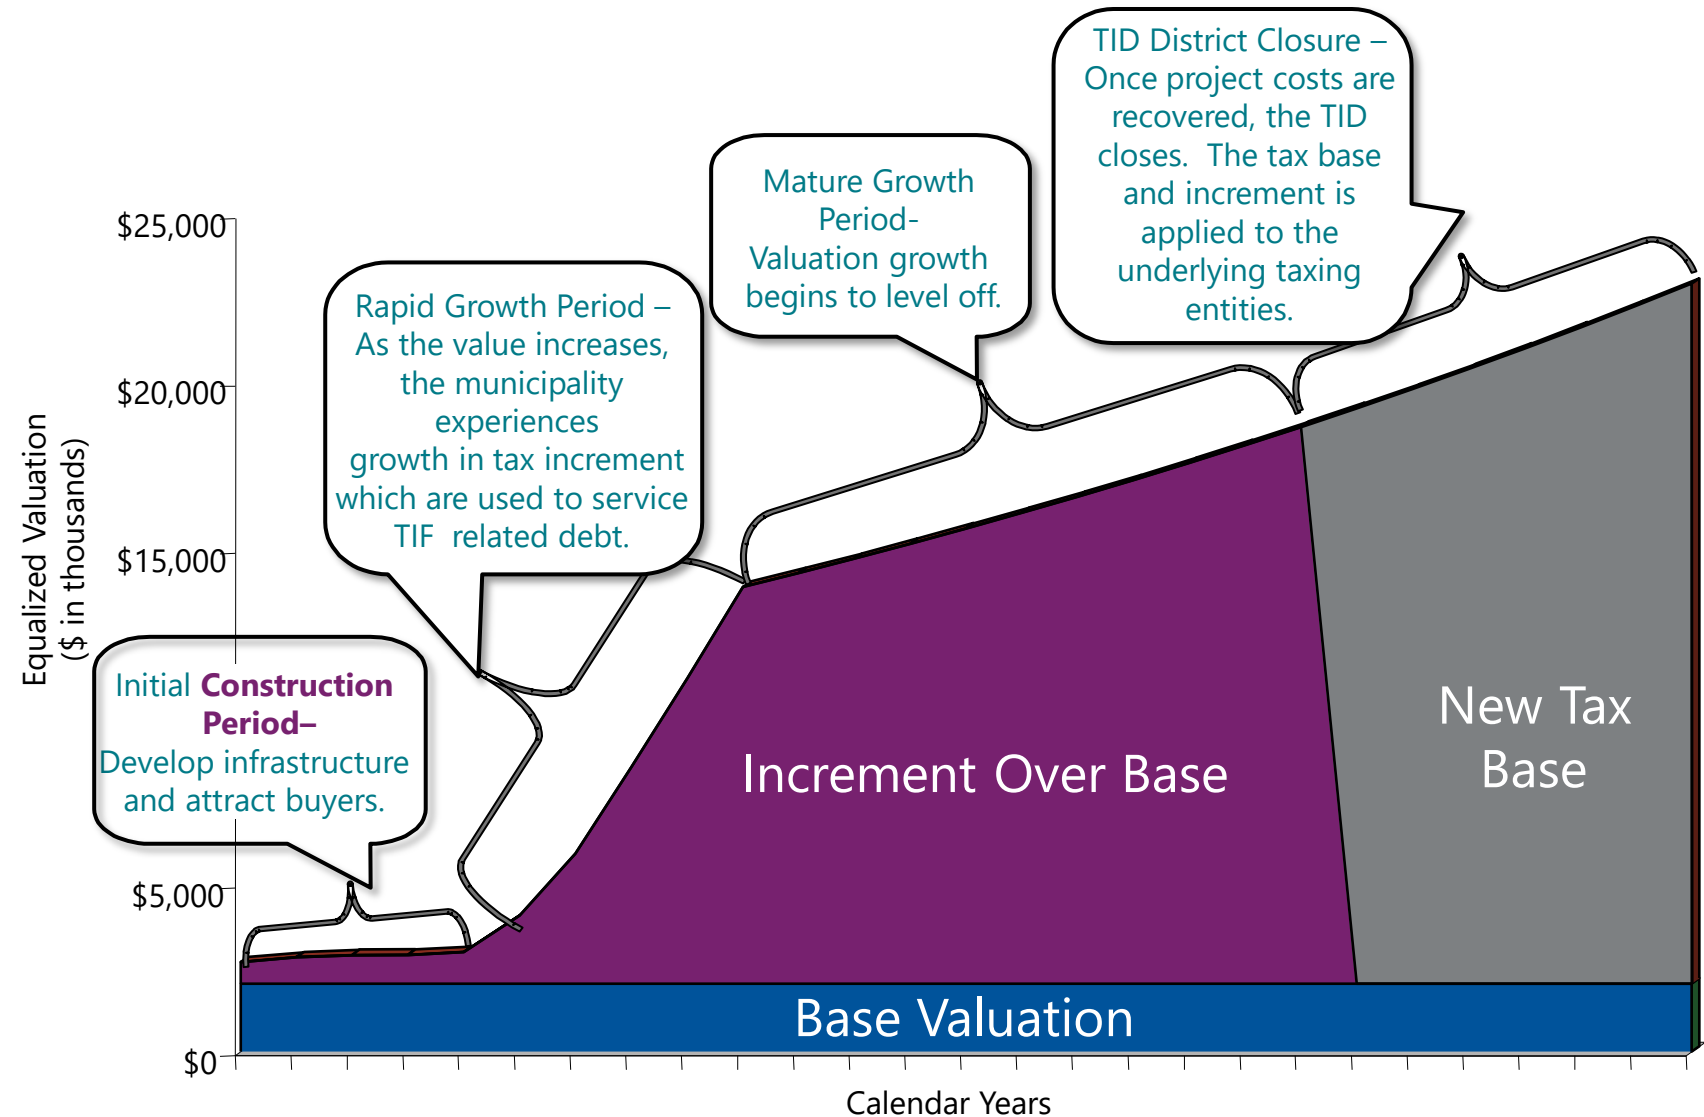 TID District Closure –
Once project costs are
recovered, the TID
closes.  The tax base
and increment is
applied to the
underlying taxing
entities.
Mature Growth
Period-
Valuation growth
begins to level off.
Rapid Growth Period –
As the value increases,
the municipality
experiences
growth in tax increment
which are used to service
TIF  related debt.
Initial Construction
Period–
Develop infrastructure
and attract buyers.
Equalized Valuation
($ in thousands)
$25,000
$20,000
$15,000
$5,000
$0
Increment Over Base
New Tax
Base
Base Valuation
Calendar Years